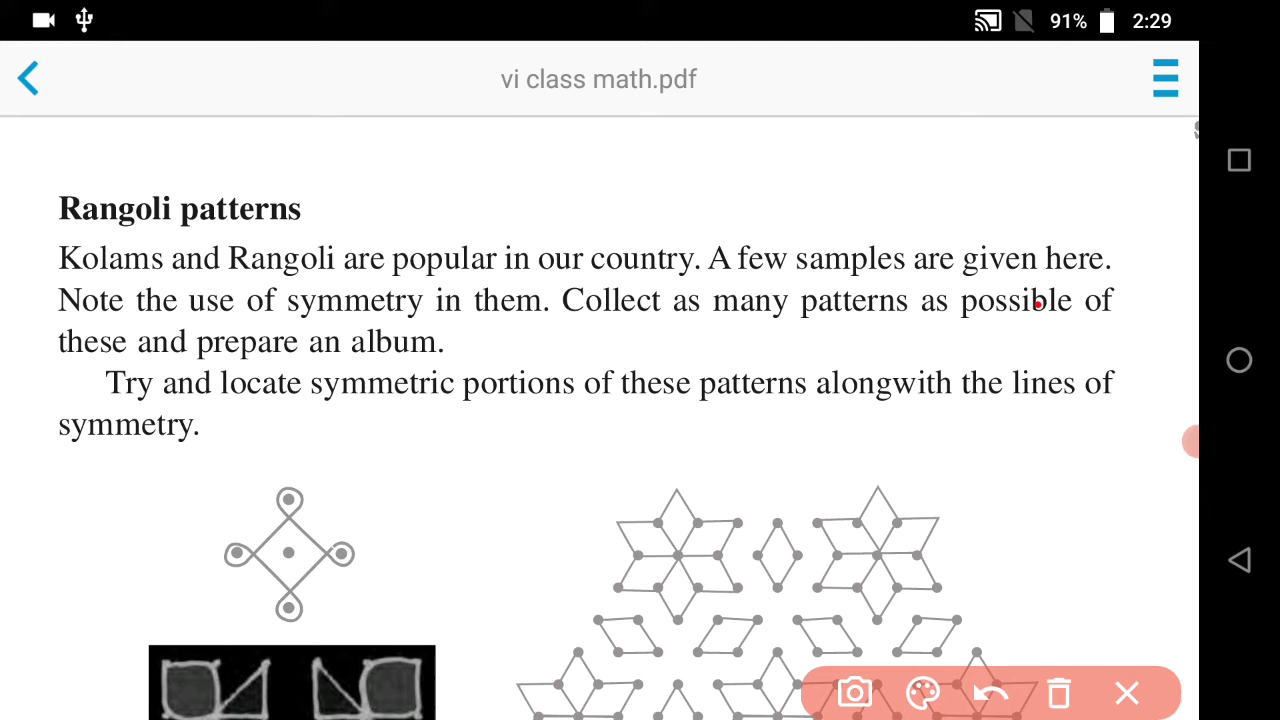 91% 2:29
vi class math.pdf
Rangoli patterns
Kolams and Rangoli are popular in our country. A few samples are given here.
Note the use of symmetry in them. Collect as many patterns as possible of
these and prepare an album.
Try and locate symmetric portions of these patterns alongwith the lines of
symmetry.